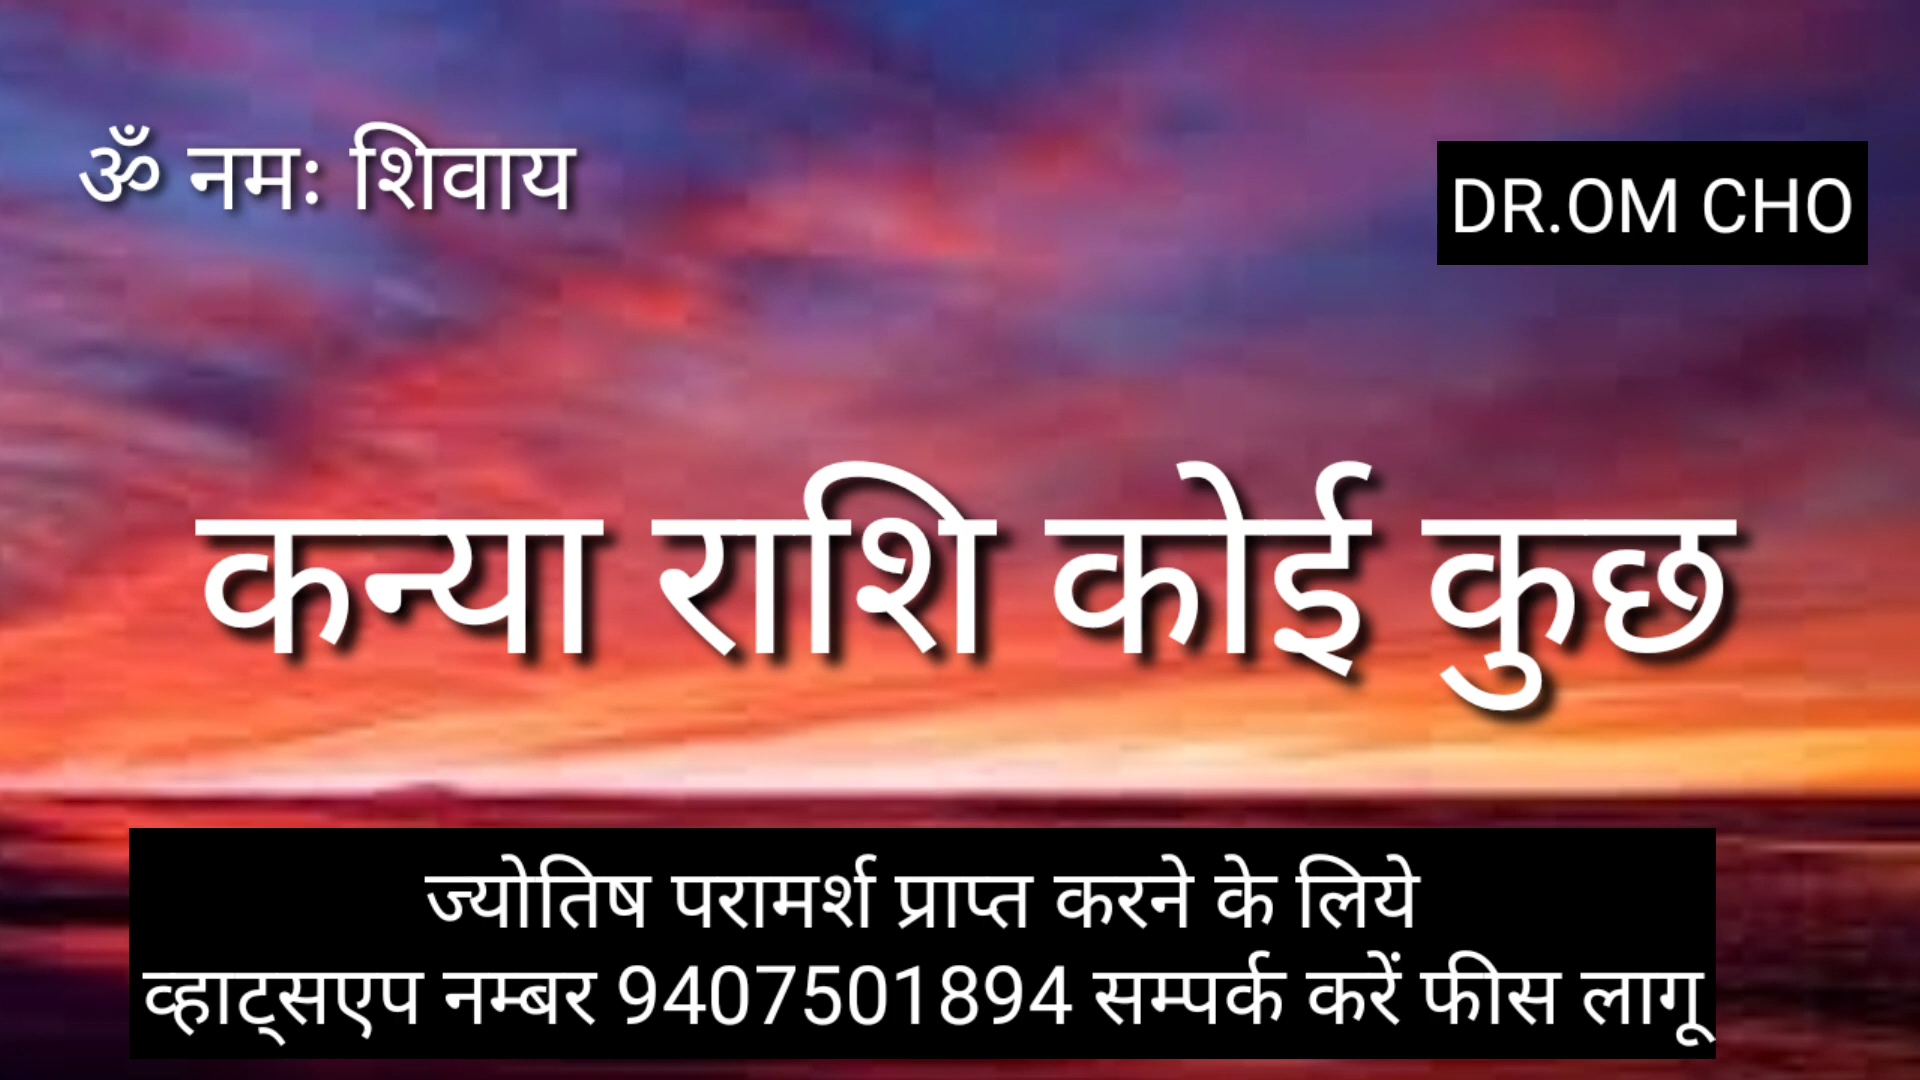 ॐ नमः शिवाय
DR.OM CHO
कन्या राशि कोई कुछ
ज्योतिष परामर्श प्राप्त करने के लिये
व्हाट्सएप नम्बर 9407501894 सम्पर्क करें फीस लागू